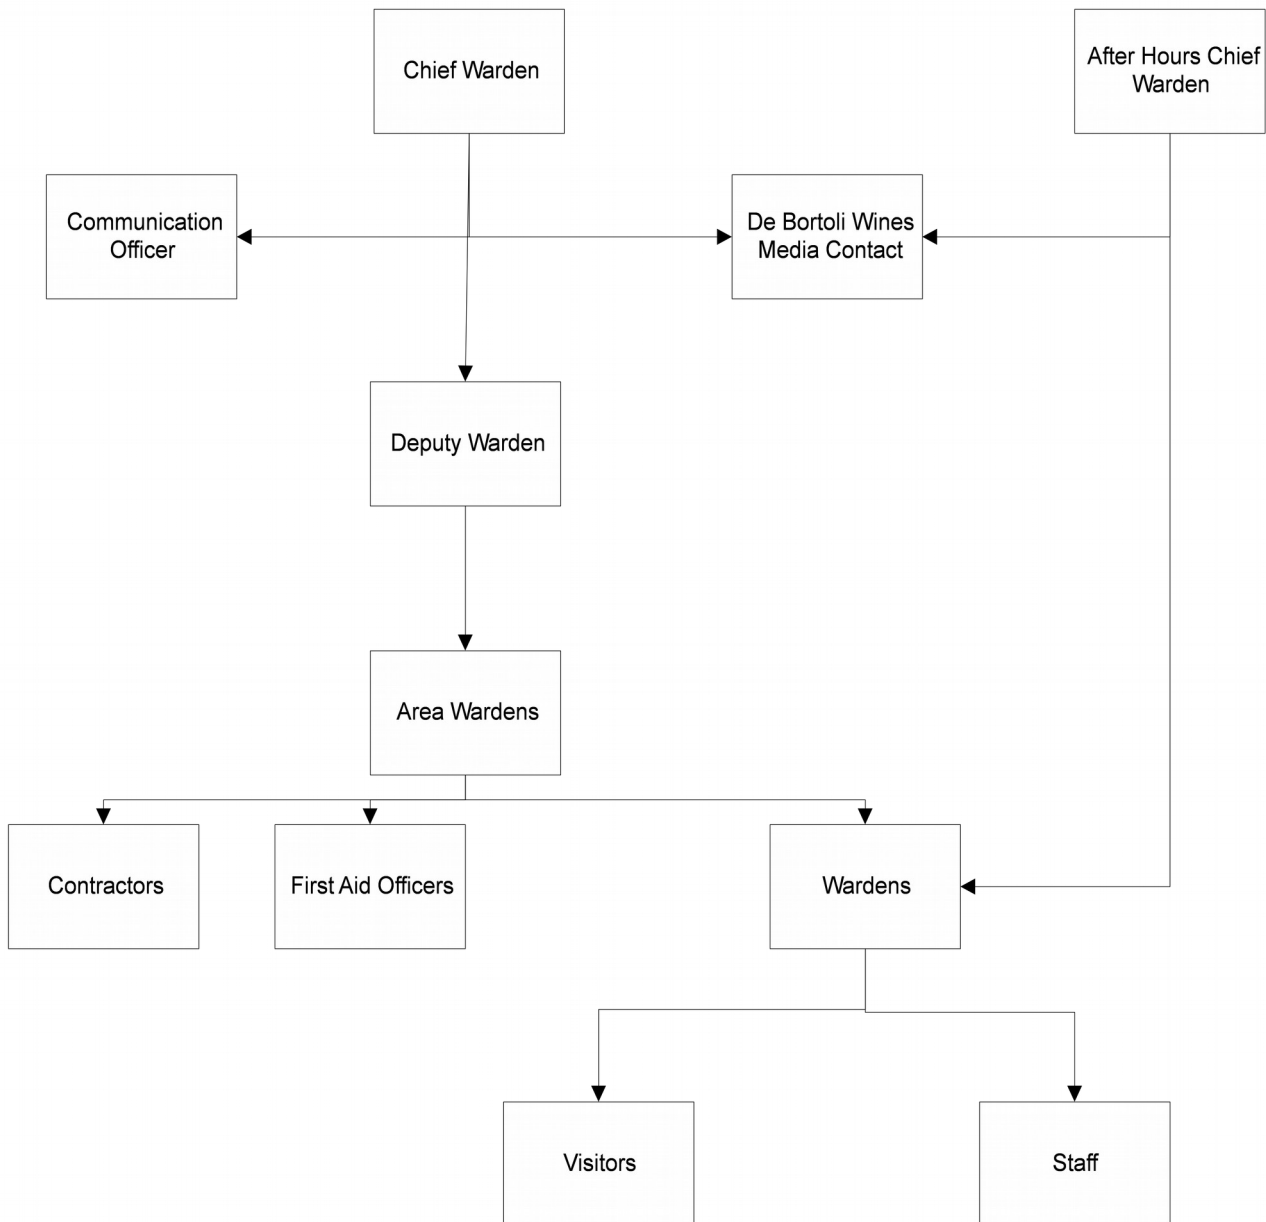 Chief Warden
After Hours Chief
Warden
Communication
Officer
De Bortoli Wines
Media Contact
Deputy Warden
Area Wardens
Contractors
First Aid Officers
Wardens
Visitors
Staff